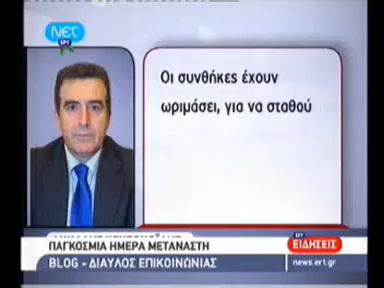 NET
ΕΡΤ
Οι συνθήκες έχουν
ωριμάσει, για να σταθού
ΠΑΓΚΟΣΜΙΑ ΗΜΕΡΑ ΜΕΤΑΝΑΣΤΗ
BLOG - ΔΙΑΥΛΟΣ ΕΠΙΚΟΙΝΩΝΙΑΣ
ΕΡΤ
ΕΙΔΗΣΕΙΣ
news.ert.gr